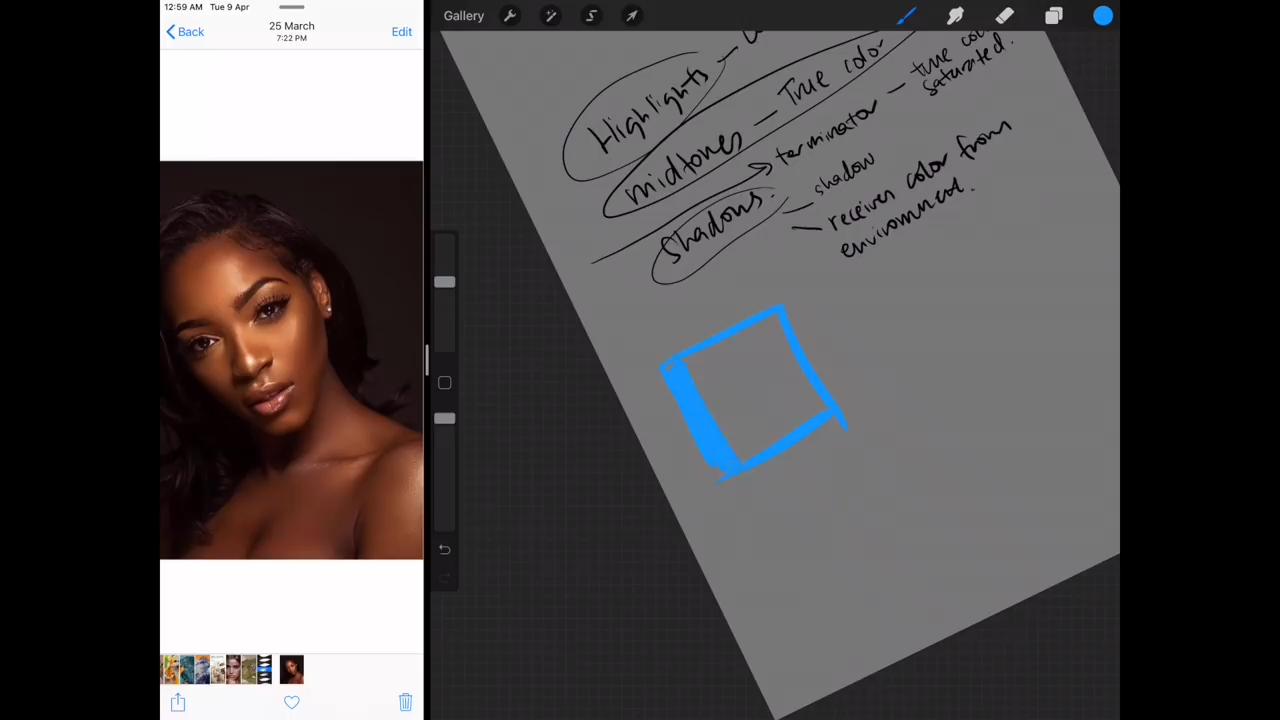 12:59 AM Tue 9 Apr
Back
25 March
7:22 PM
Edit
Gallery
Highlights –
midtones – True color
→ terminator – true
saturated.
Shadows. – shadow
– receives color from
environment.